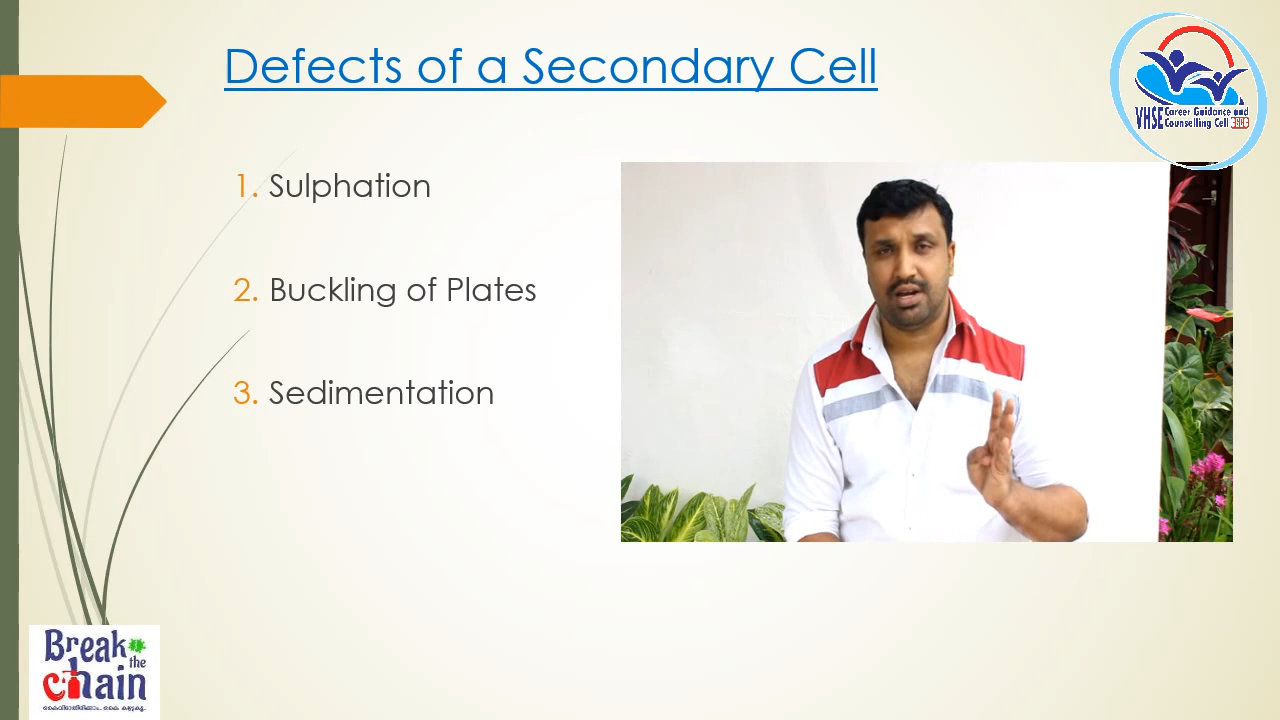 Defects of a Secondary Cell
VHSE Career Guidance and
Counselling Cell
1. Sulphation
2. Buckling of Plates
3. Sedimentation
Break
the
chain